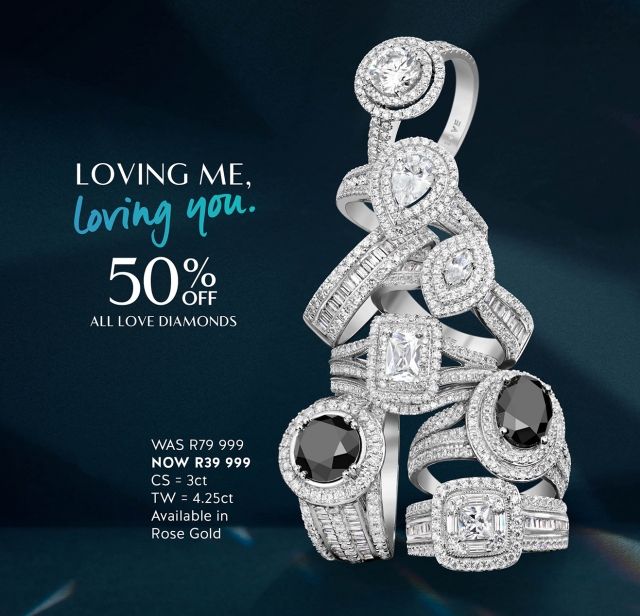 LOVING ME,
loving you.
50% OFF
ALL LOVE DIAMONDS
WAS R79 999
NOW R39 999
CS = 3ct
TW = 4.25ct
Available in
Rose Gold